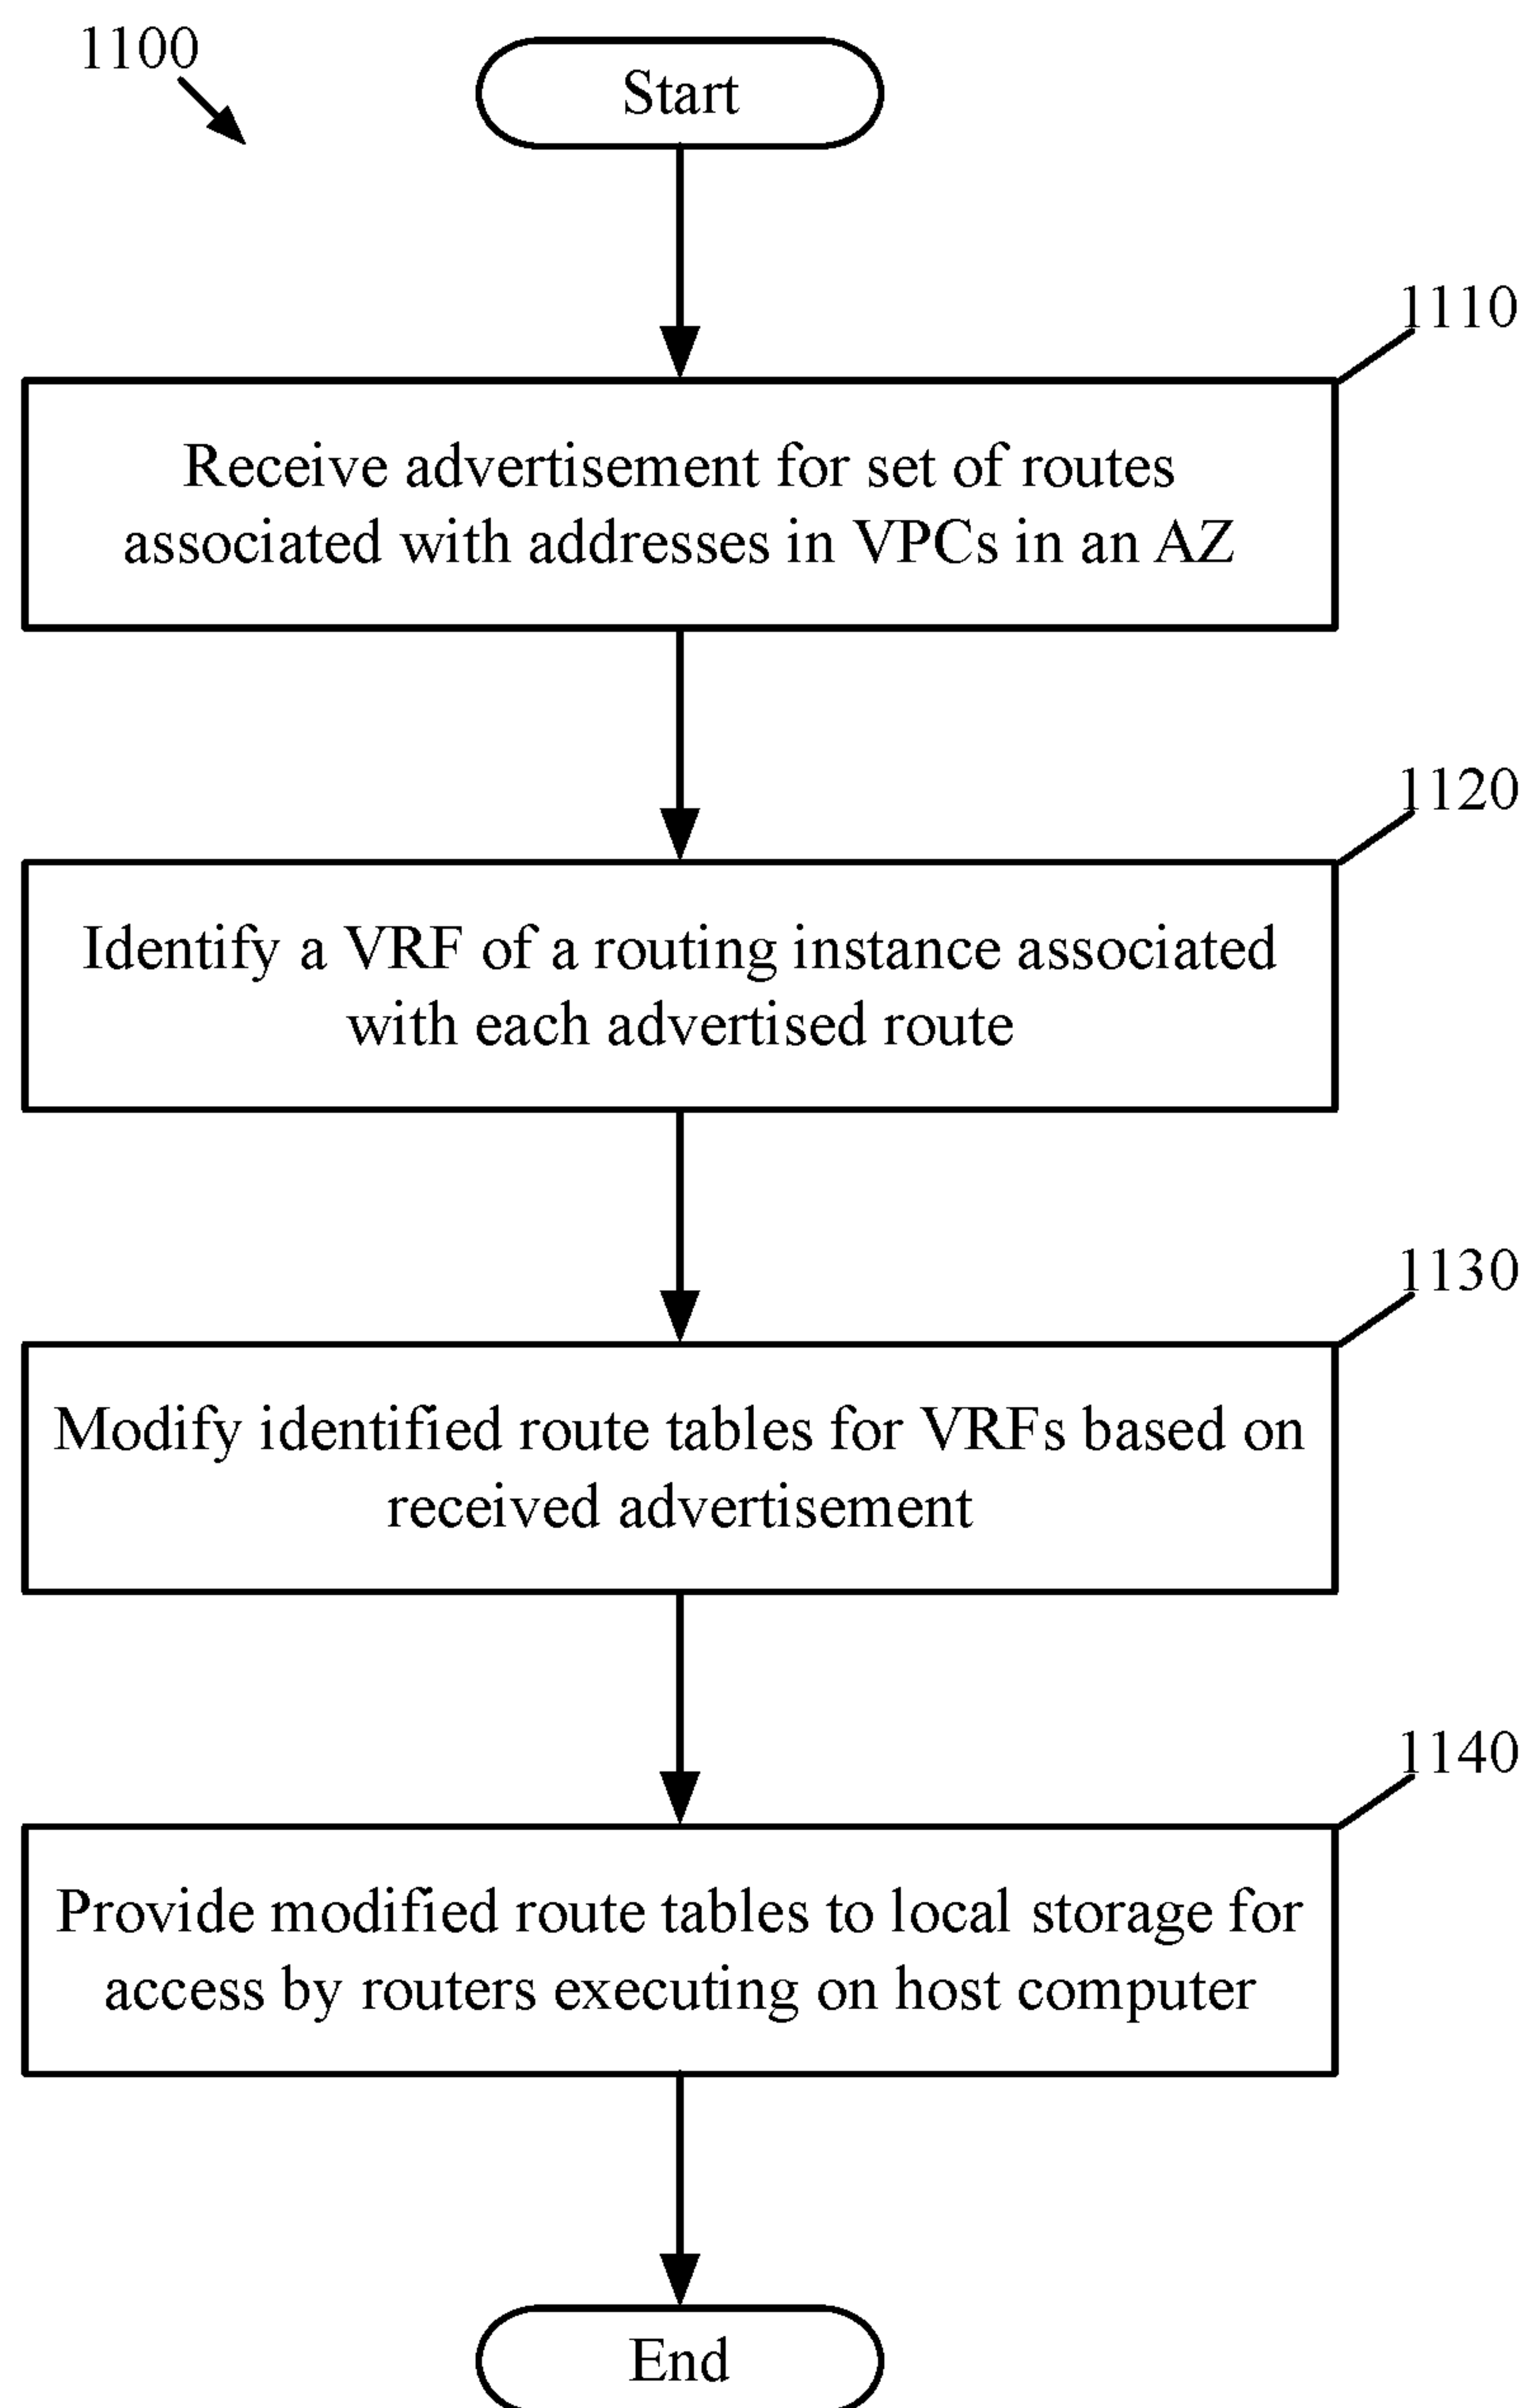 1100
Start
1110
Receive advertisement for set of routes
associated with addresses in VPCs in an AZ
1120
Identify a VRF of a routing instance associated
with each advertised route
1130
Modify identified route tables for VRFs based on
received advertisement
1140
Provide modified route tables to local storage for
access by routers executing on host computer
End